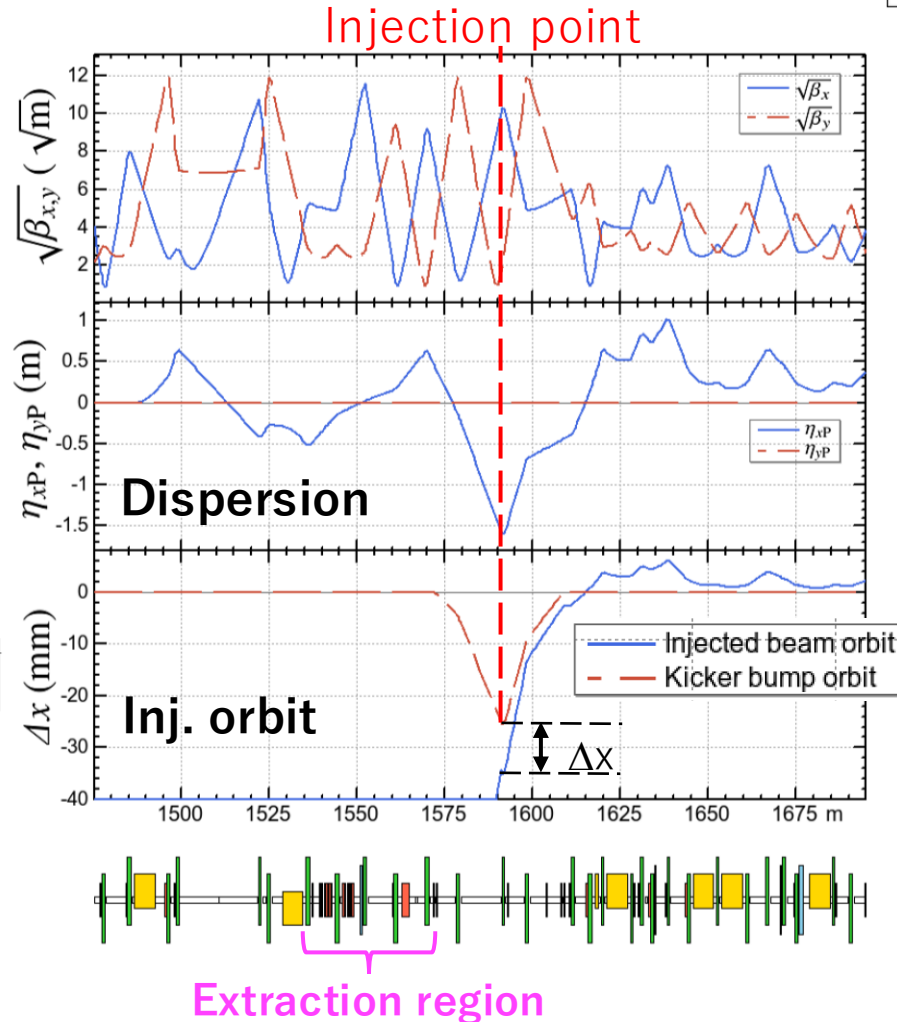 Injection point
√βx,y (√m)
12
10
8
6
4
2
√βx
√βy
ηxP, ηyP (m)
1
0.5
0
-0.5
-1
-1.5
ηxP
ηyP
Dispersion
Δx (mm)
0
-10
-20
-30
-40
Injected beam orbit
Kicker bump orbit
Inj. orbit
Δx
1500 1525 1550 1575 1600 1625 1650 1675 m
Extraction region